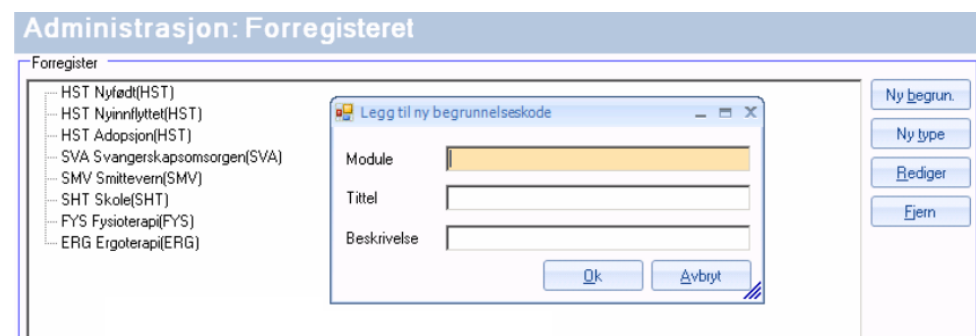 Administrasjon: Forregisteret
Forregister
HST Nyfødt(HST)
HST Nyinnflyttet(HST)
HST Adopsjon(HST)
SVA Svangerskapsomsorgen(SVA)
SMV Smittevern(SMV)
SHT Skole(SHT)
FYS Fysioterapi(FYS)
ERG Ergoterapi(ERG)
Legg til ny begrunnelseskode
Module
Tittel
Beskrivelse
Ok
Avbryt
Ny begrun.
Ny type
Rediger
Fjern